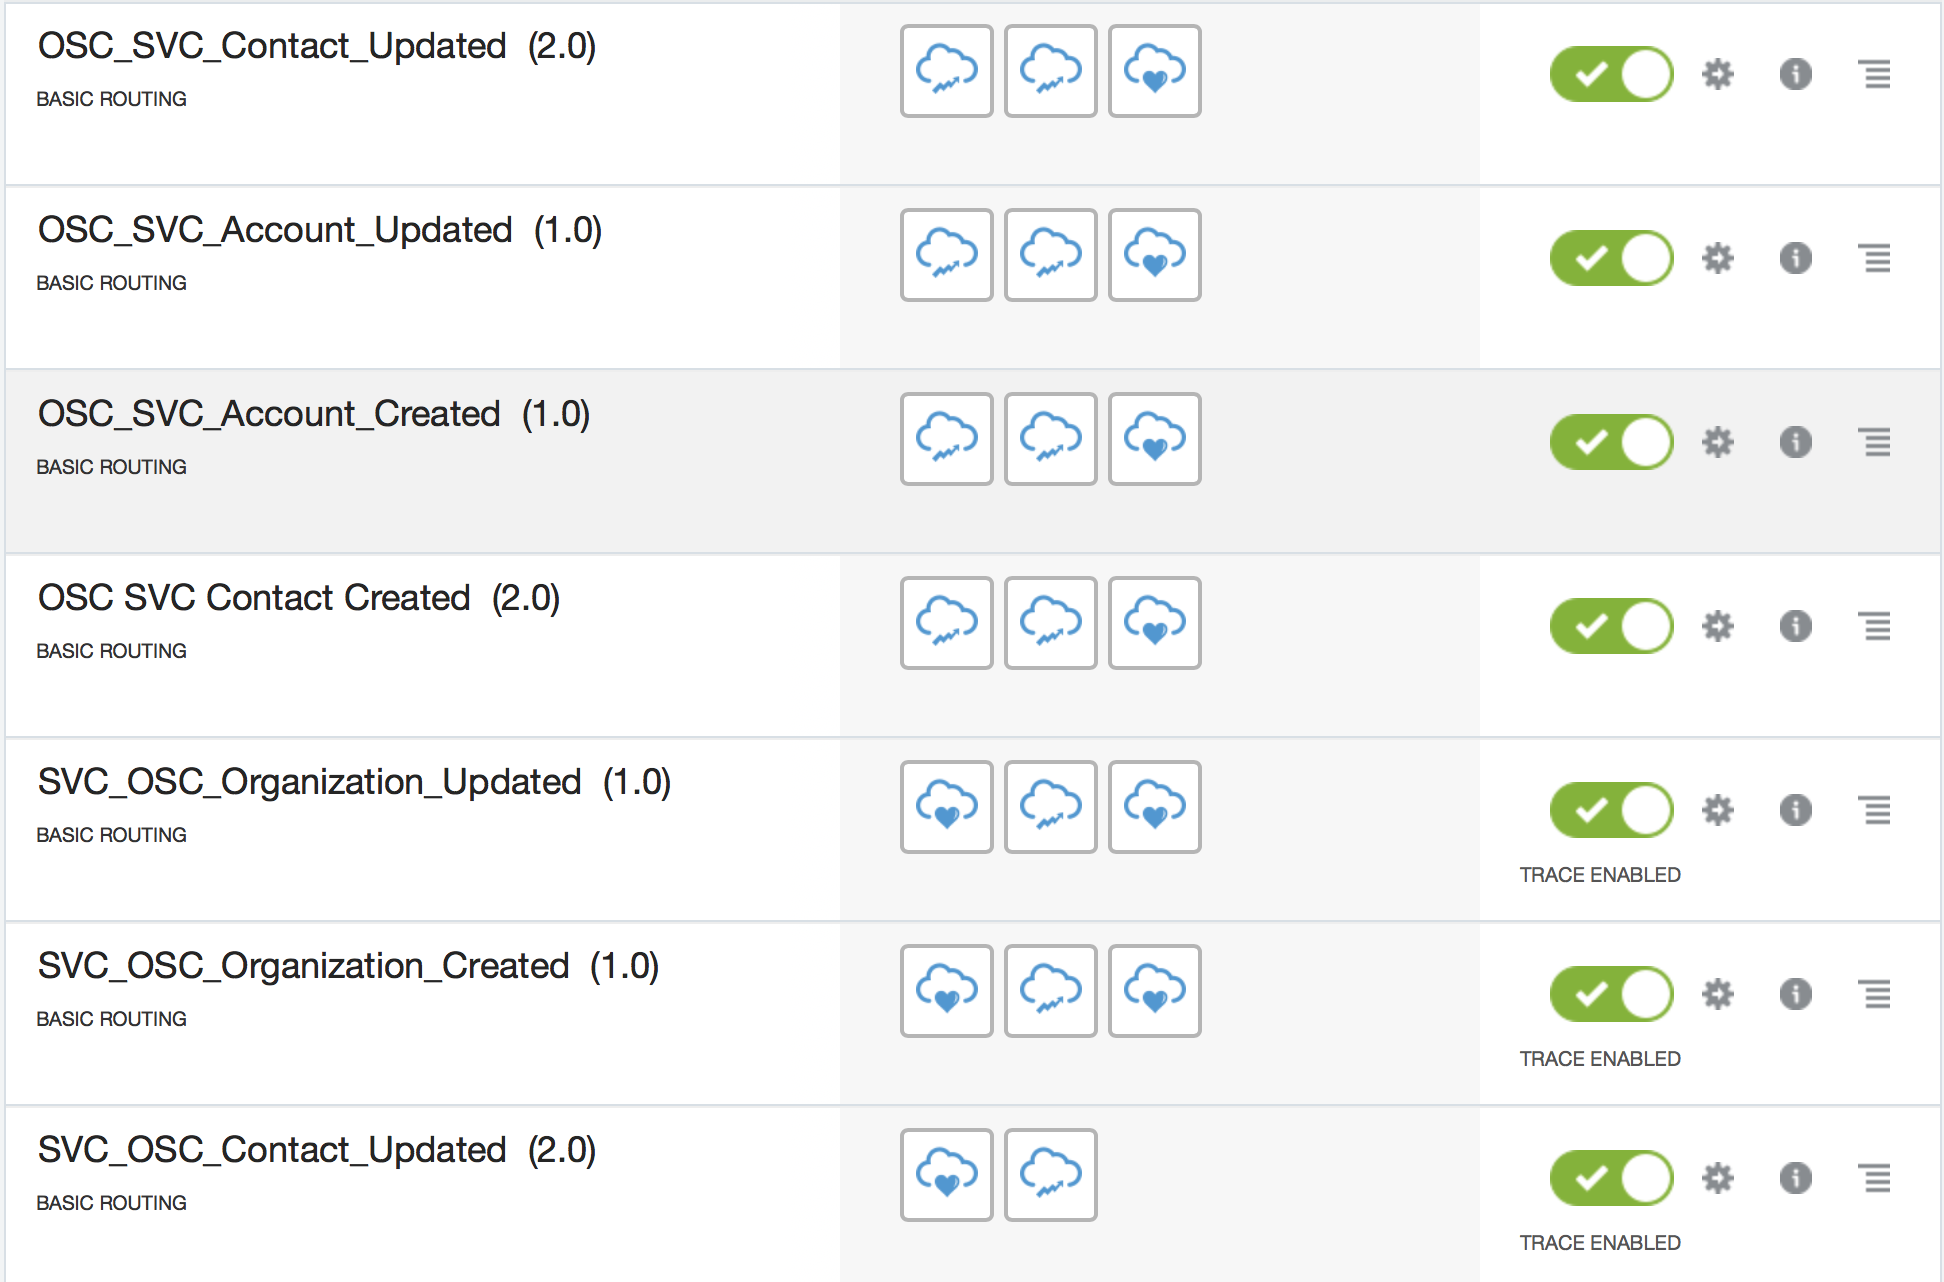 OSC_SVC_Contact_Updated (2.0)
BASIC ROUTING
OSC_SVC_Account_Updated (1.0)
BASIC ROUTING
OSC_SVC_Account_Created (1.0)
BASIC ROUTING
OSC SVC Contact Created (2.0)
BASIC ROUTING
SVC_OSC_Organization_Updated (1.0)
BASIC ROUTING
TRACE ENABLED
SVC_OSC_Organization_Created (1.0)
BASIC ROUTING
TRACE ENABLED
SVC_OSC_Contact_Updated (2.0)
BASIC ROUTING
TRACE ENABLED